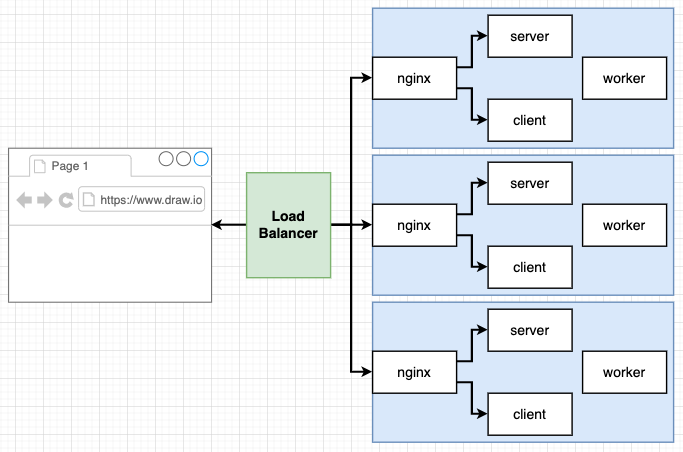 Page 1
https://www.draw.io
Load
Balancer
nginx
server
client
worker
nginx
server
client
worker
nginx
server
client
worker